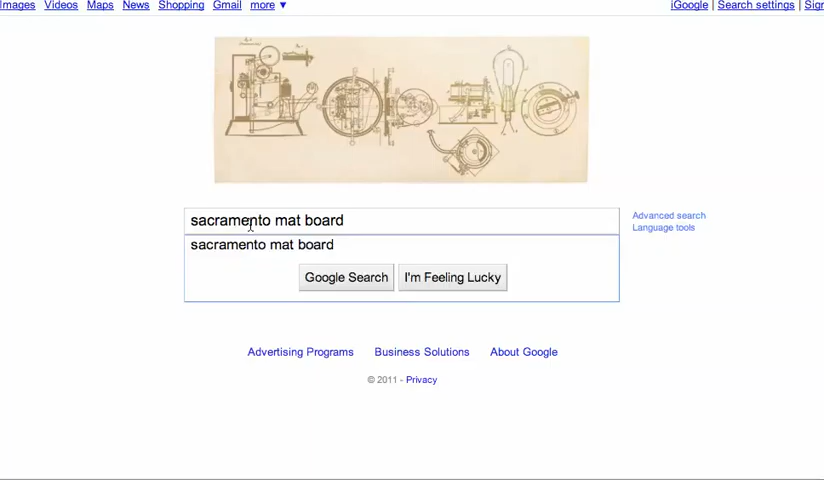 Images Videos Maps News Shopping Gmail more ▼ iGoogle | Search settings | Sign
sacramento mat board
Advanced search
Language tools
sacramento mat board
Google Search I'm Feeling Lucky
Advertising Programs Business Solutions About Google
© 2011 - Privacy